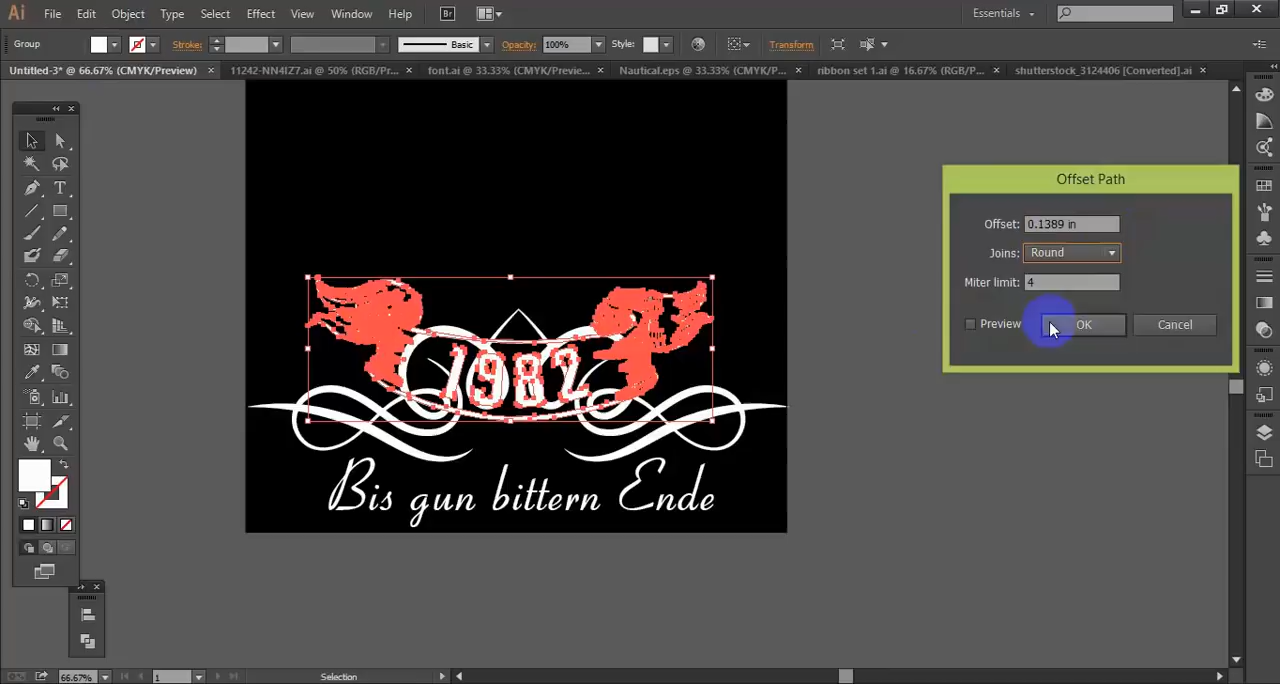 Ai File Edit Object Type Select Effect View Window Help Br Essentials
Group Stroke: Basic Opacity: 100% Style: Transform
Untitled-3* @ 66.67% (CMYK/Preview) × 11242-NN4IZ7.ai @ 50% (RGB/Pr... × font.ai @ 33.33% (CMYK/Previe... × Nautical.eps @ 33.33% (CMYK/P... × ribbon set 1.ai @ 16.67% (RGB/P... × shutterstock_3124406 [Converted].ai ×
Offset Path
Offset: 0.1389 in
Joins: Round
Miter limit: 4
Preview OK Cancel
1982
Bis gun bittern Ende
66.67% 1 Selection